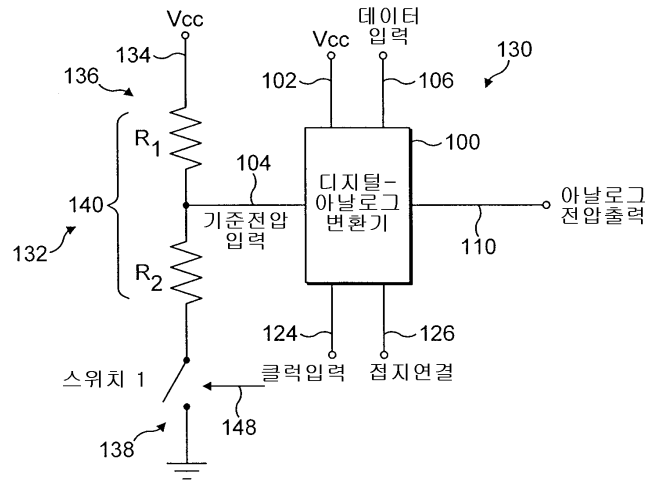 Vcc
134
136
R1
140
132
R2
스위치 1
138
148
104
기준전압
입력
Vcc
102
데이터
입력
106
130
100
디지털-
아날로그
변환기
아날로그
전압출력
110
124
126
클럭입력
접지연결